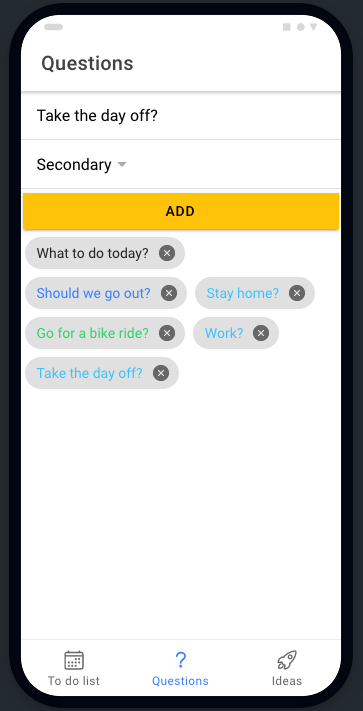 Questions
Take the day off?
Secondary
ADD
What to do today?
Should we go out? Stay home?
Go for a bike ride? Work?
Take the day off?
To do list Questions Ideas